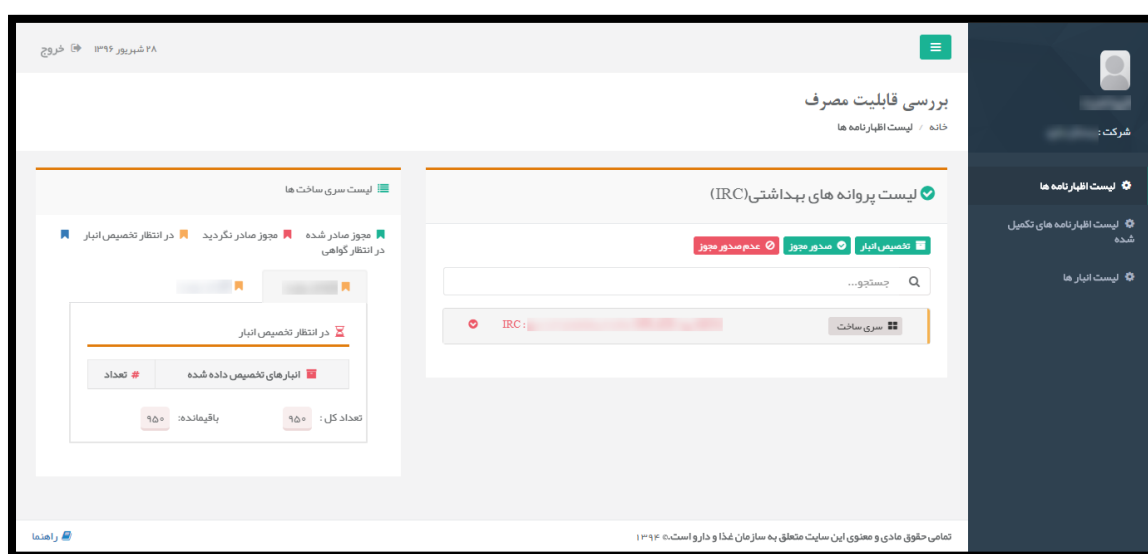 ۲۸ شهریور ۱۳۹۶ خروج
شرکت :
لیست اظهارنامه ها
لیست اظهارنامه های تکمیل
شده
لیست انبار ها
بررسی قابلیت مصرف
خانه / لیست اظهارنامه ها
لیست پروانه های بهداشتی(IRC)
تخصیص انبار صدور مجوز عدم صدور مجوز
جستجو...
سری ساخت IRC :
لیست سری ساخت ها
مجوز صادر شده مجوز صادر نگردید در انتظار تخصیص انبار
در انتظار گواهی
در انتظار تخصیص انبار
انبارهای تخصیص داده شده # تعداد
تعداد کل : ۹۵۰ باقیمانده: ۹۵۰
تمامی حقوق مادی و معنوی این سایت متعلق به سازمان غذا و دارو است.© ۱۳۹۴
راهنما